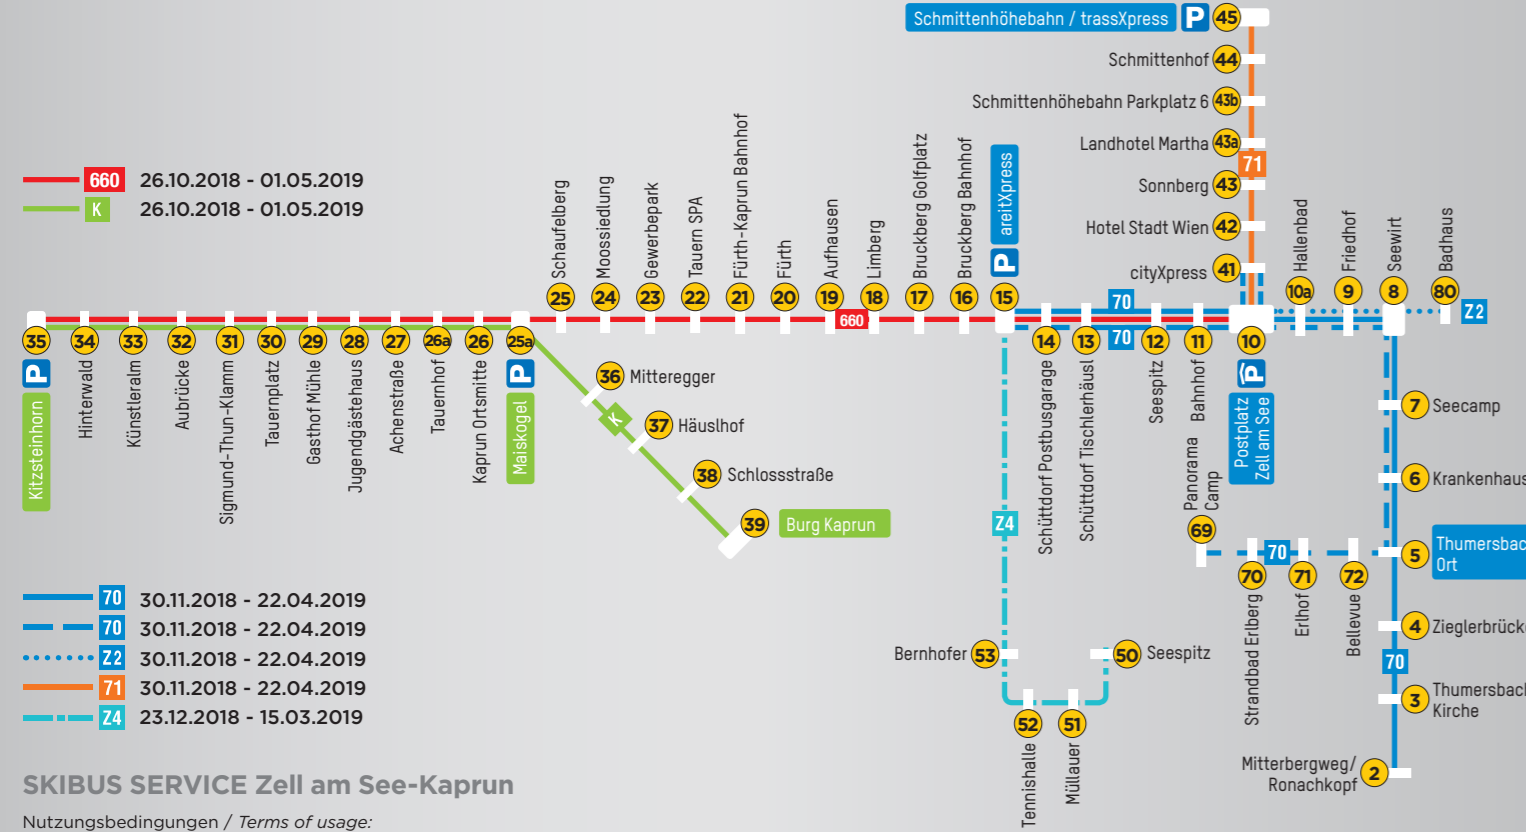 Schmittenhöhebahn / trassXpress P 45
Schmittenhof 44
Schmittenhöhebahn Parkplatz 6 43b
Landhotel Martha 43a
71
Sonnberg 43
Hotel Stadt Wien 42
cityXpress 41
660 26.10.2018 - 01.05.2019
K 26.10.2018 - 01.05.2019
35 P Kitzsteinhorn
34 Hinterwald
33 Künstleralm
32 Aubrücke
31 Sigmund-Thun-Klamm
30 Tauernplatz
29 Gasthof Mühle
28 Jugendgästehaus
27 Achenstraße
26a Tauernhof
26 Kaprun Ortsmitte
25a P Maiskogel
25 Schaufelberg
24 Moossiedlung
23 Gewerbepark
22 Tauern SPA
21 Fürth-Kaprun Bahnhof
20 Fürth
19 Aufhausen
660
18 Limberg
17 Bruckberg Golfplatz
16 Bruckberg Bahnhof
15 P areitXpress
14 Schüttdorf Postbusgarage
13 Schüttdorf Tischlerhäusl
70
70
12 Seespitz
11 Bahnhof
10 P Postplatz
Zell am See
10a Hallenbad
9 Friedhof
8 Seewirt
80 Badhaus
Z2
36 Mitteregger
K
37 Häuslhof
38 Schlossstraße
39 Burg Kaprun
7 Seecamp
6 Krankenhaus
5 Thumersbac
Ort
4 Zieglerbrück
70
3 Thumersbac
Kirche
Mitterbergweg/
Ronachkopf 2
Panorama
Camp
69
70
70 Strandbad Erlberg
71 Erlhof
72 Bellevue
Z4
Bernhofer 53
50 Seespitz
52 Tennishalle
51 Müllauer
70 30.11.2018 - 22.04.2019
70 30.11.2018 - 22.04.2019
Z2 30.11.2018 - 22.04.2019
71 30.11.2018 - 22.04.2019
Z4 23.12.2018 - 15.03.2019
SKIBUS SERVICE Zell am See-Kaprun
Nutzungsbedingungen / Terms of usage: